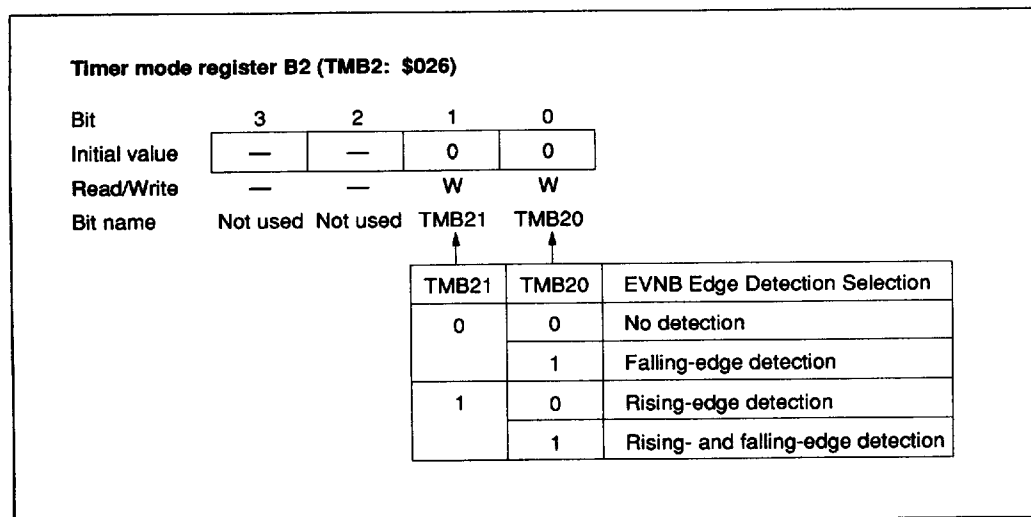 Timer mode register B2 (TMB2: $026)
Bit 3 2 1 0
Initial value — — 0 0
Read/Write — — W W
Bit name Not used Not used TMB21 TMB20
TMB21 TMB20 EVNB Edge Detection Selection
0 0 No detection
1 Falling-edge detection
1 0 Rising-edge detection
1 Rising- and falling-edge detection